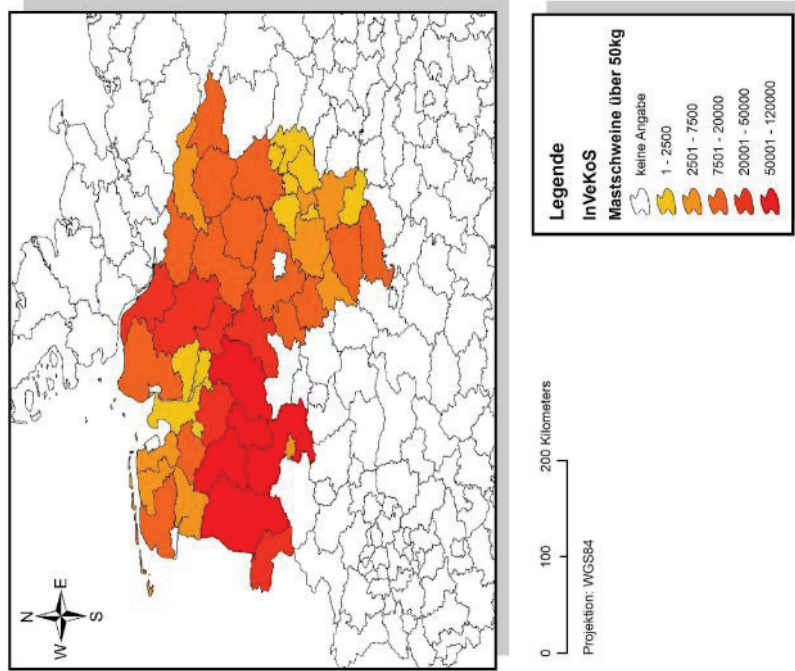 N
W
E
S
0
100
200 Kilometers
Projektion: WGS84
Legende
InVeKoS
Mastschweine über 50kg
keine Angabe
1 - 2500
2501 - 7500
7501 - 20000
20001 - 50000
50001 - 120000